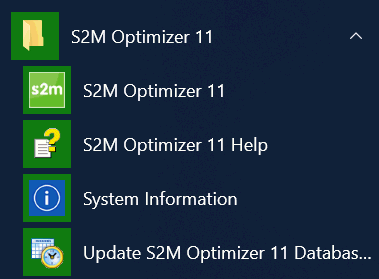 S2M Optimizer 11
s2m
S2M Optimizer 11
S2M Optimizer 11 Help
System Information
Update S2M Optimizer 11 Databas...